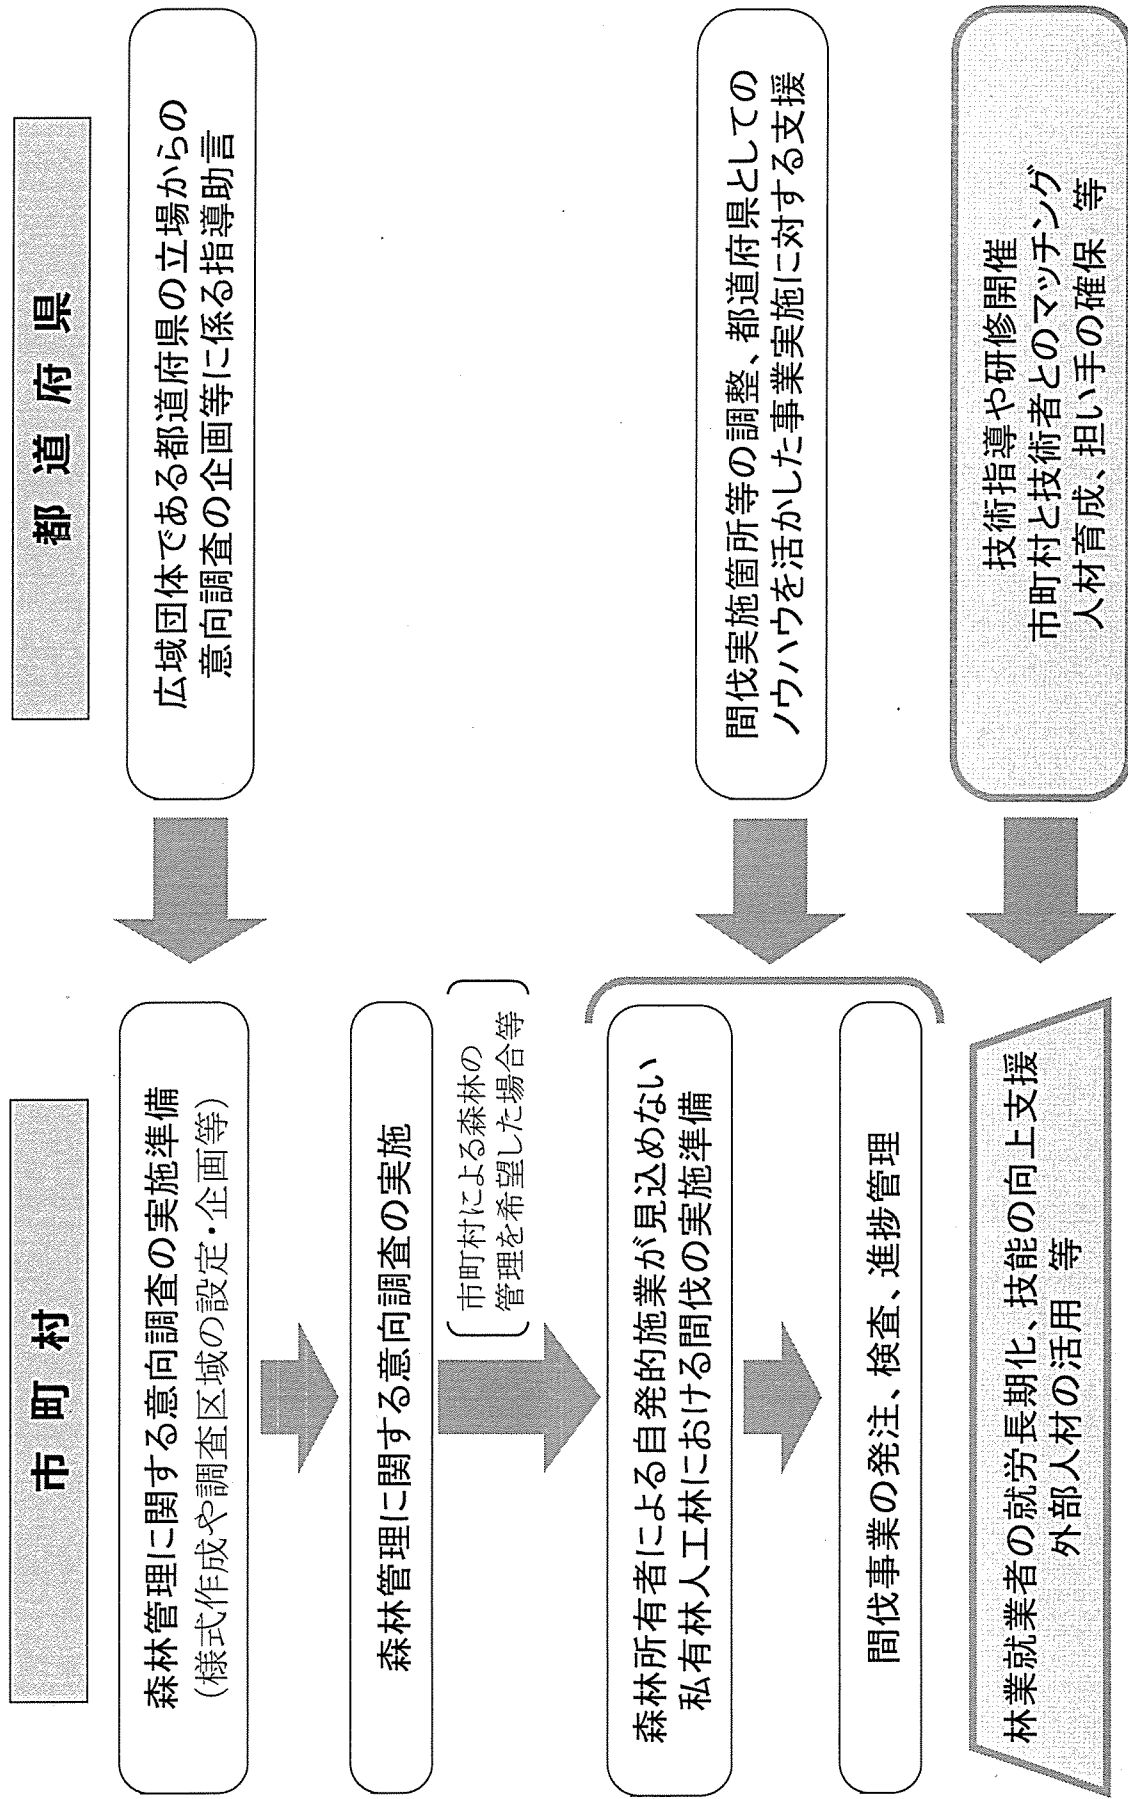 市 町 村
都 道 府 県
森林管理に関する意向調査の実施準備
(様式作成や調査区域の設定・企画等)
広域団体である都道府県の立場からの
意向調査の企画等に係る指導助言
森林管理に関する意向調査の実施
市町村による森林の
管理を希望した場合等
森林所有者による自発的施業が見込めない
私有林人工林における間伐の実施準備
間伐事業の発注、検査、進捗管理
間伐実施箇所等の調整、都道府県としての
ノウハウを活かした事業実施に対する支援
林業就業者の就労長期化、技能の向上支援
外部人材の活用 等
技術指導や研修開催
市町村と技術者とのマッチング
人材育成、担い手の確保 等